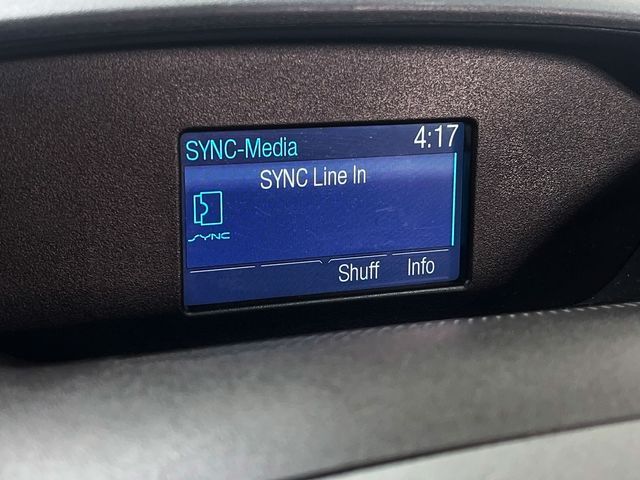 SYNC-Media 4:17
SYNC Line In
SYNC
Shuff Info